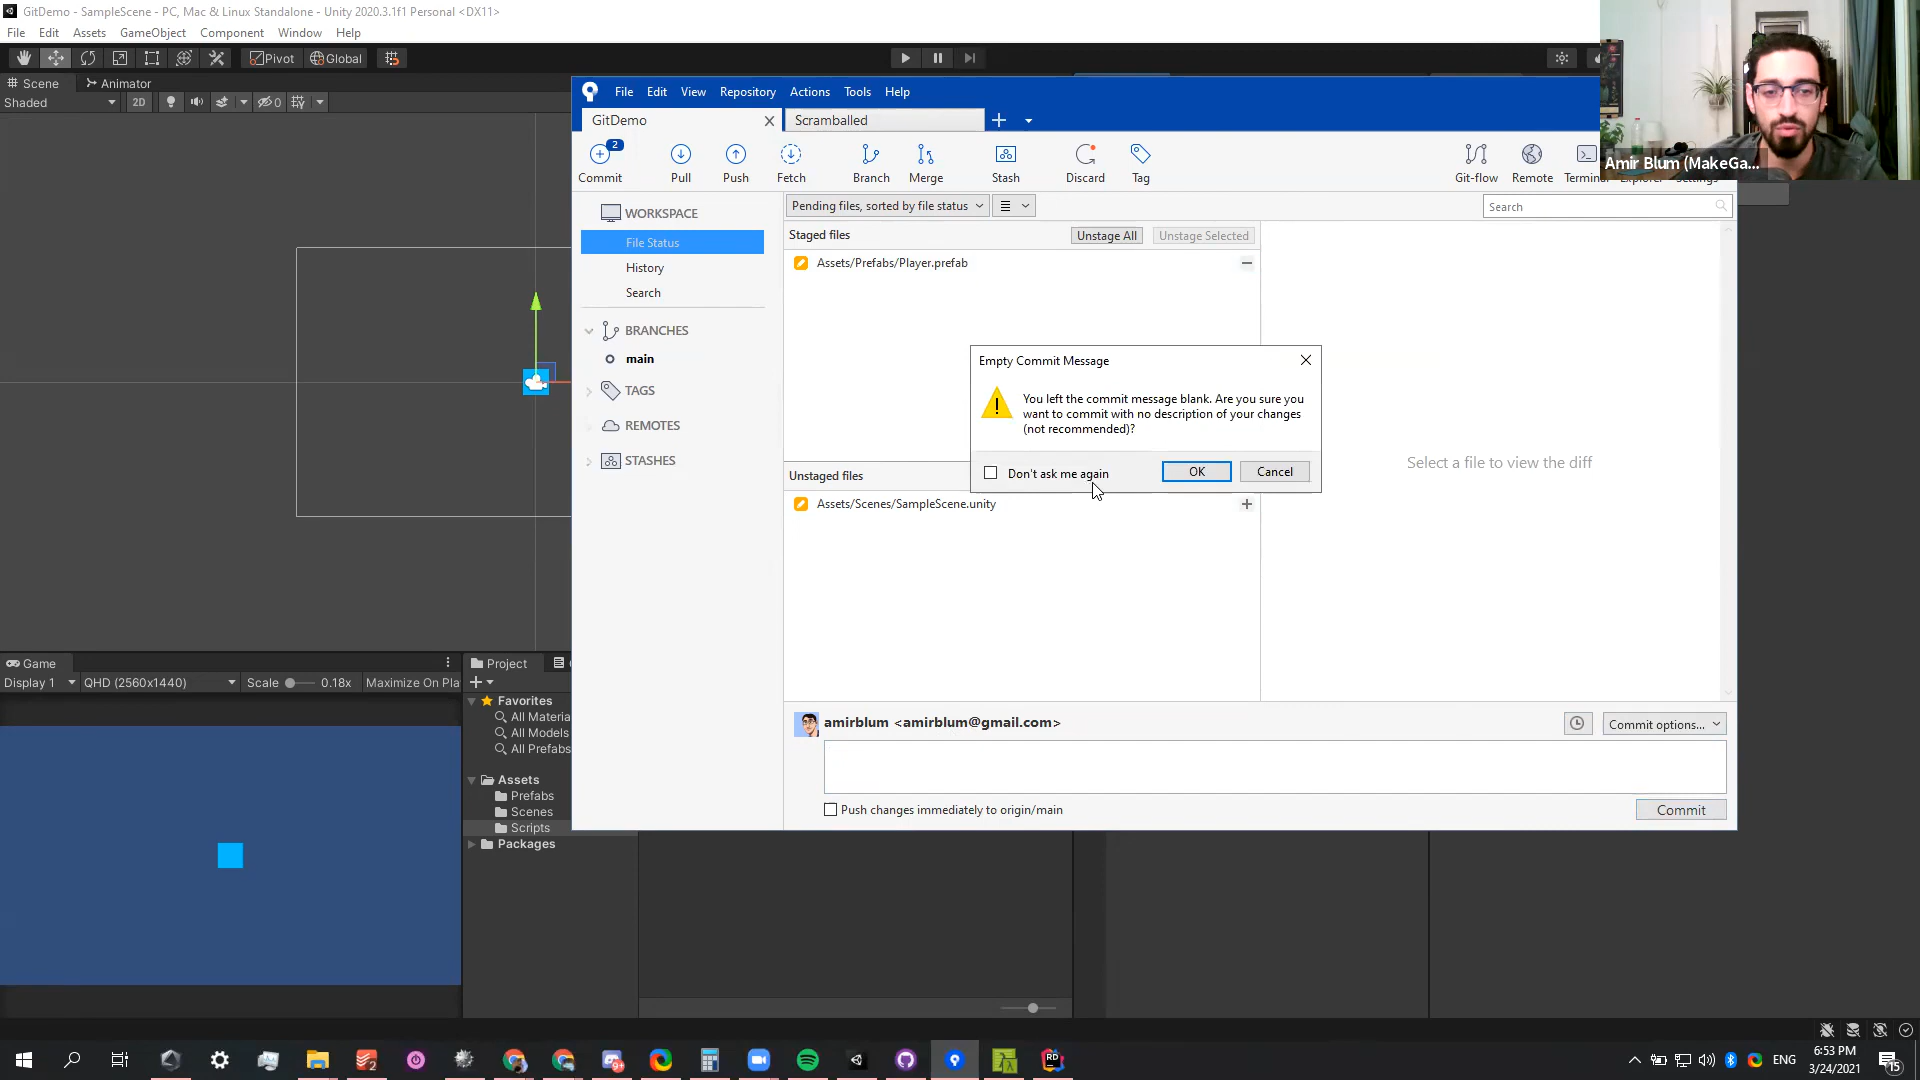 GitDemo - SampleScene - PC, Mac & Linux Standalone - Unity 2020.3.1f1 Personal <DX11>
File Edit Assets GameObject Component Window Help
Pivot Global
Scene Animator
Shaded 2D 0
File Edit View Repository Actions Tools Help
GitDemo Scramballed
2
Commit Pull Push Fetch Branch Merge Stash Discard Tag Git-flow Remote
Amir Blum (MakeGa...
WORKSPACE
File Status
History
Search
BRANCHES
main
TAGS
REMOTES
STASHES
Pending files, sorted by file status
Search
Staged files Unstage All Unstage Selected
Assets/Prefabs/Player.prefab
Empty Commit Message
You left the commit message blank. Are you sure you
want to commit with no description of your changes
(not recommended)?
Don't ask me again OK Cancel
Unstaged files
Assets/Scenes/SampleScene.unity
Select a file to view the diff
amirblum <amirblum@gmail.com>
Commit options...
Push changes immediately to origin/main
Commit
Game
Display 1 QHD (2560x1440) Scale 0.18x Maximize On Pla
Project
Favorites
All Materia
All Models
All Prefabs
Assets
Prefabs
Scenes
Scripts
Packages
2
9+
RD
ENG
6:53 PM
3/24/2021
15